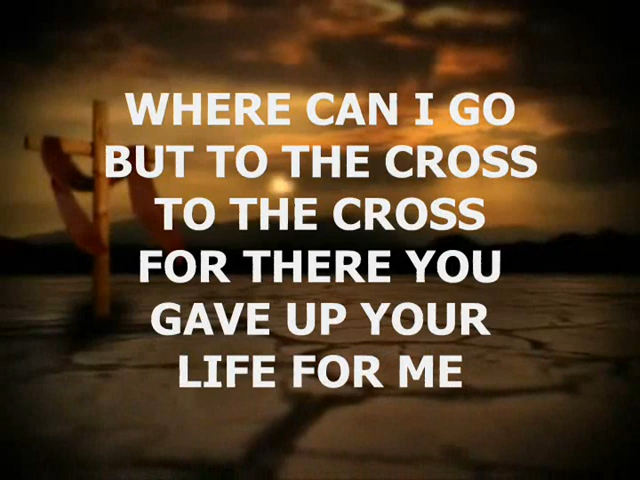 WHERE CAN I GO
BUT TO THE CROSS
TO THE CROSS
FOR THERE YOU
GAVE UP YOUR
LIFE FOR ME